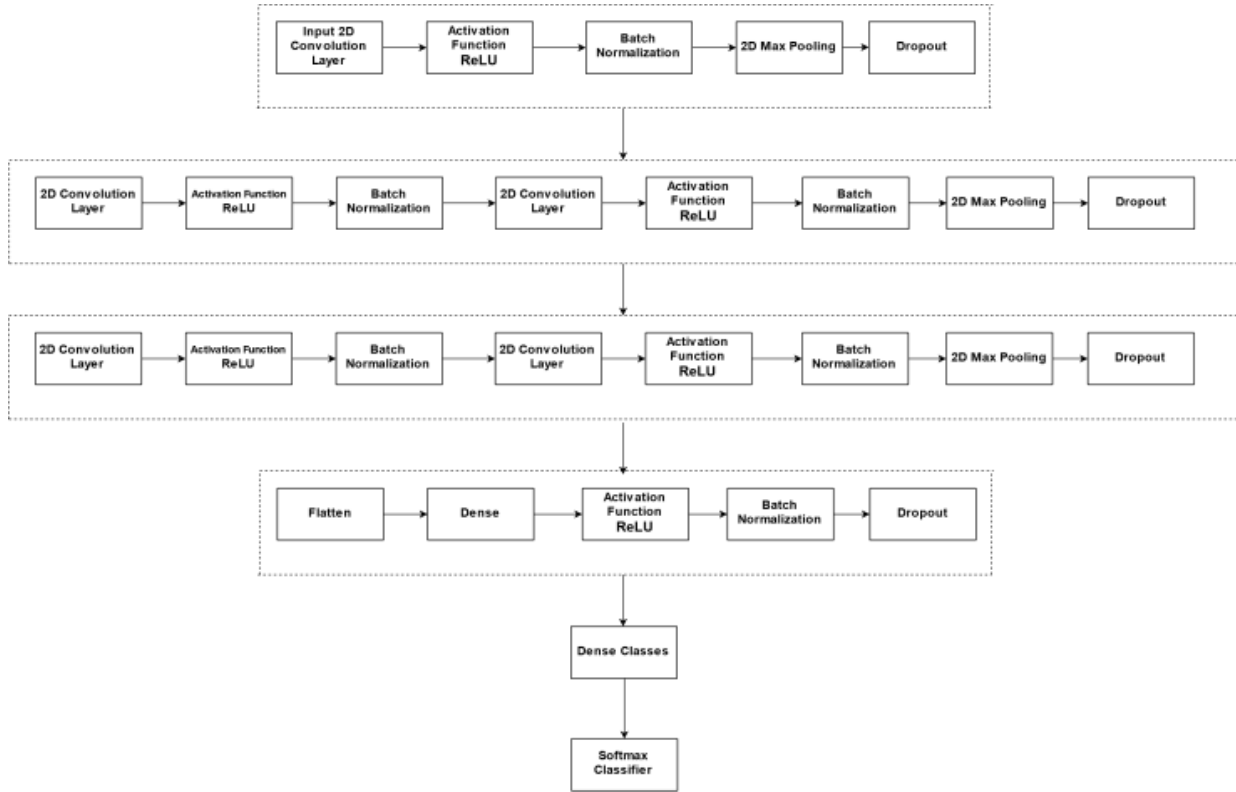 Input 2D
Convolution
Layer
Activation
Function
ReLU
Batch
Normalization
2D Max Pooling
Dropout
2D Convolution
Layer
Activation Function
ReLU
Batch
Normalization
2D Convolution
Layer
Activation
Function
ReLU
Batch
Normalization
2D Max Pooling
Dropout
2D Convolution
Layer
Activation Function
ReLU
Batch
Normalization
2D Convolution
Layer
Activation
Function
ReLU
Batch
Normalization
2D Max Pooling
Dropout
Flatten
Dense
Activation
Function
ReLU
Batch
Normalization
Dropout
Dense Classes
Softmax
Classifier